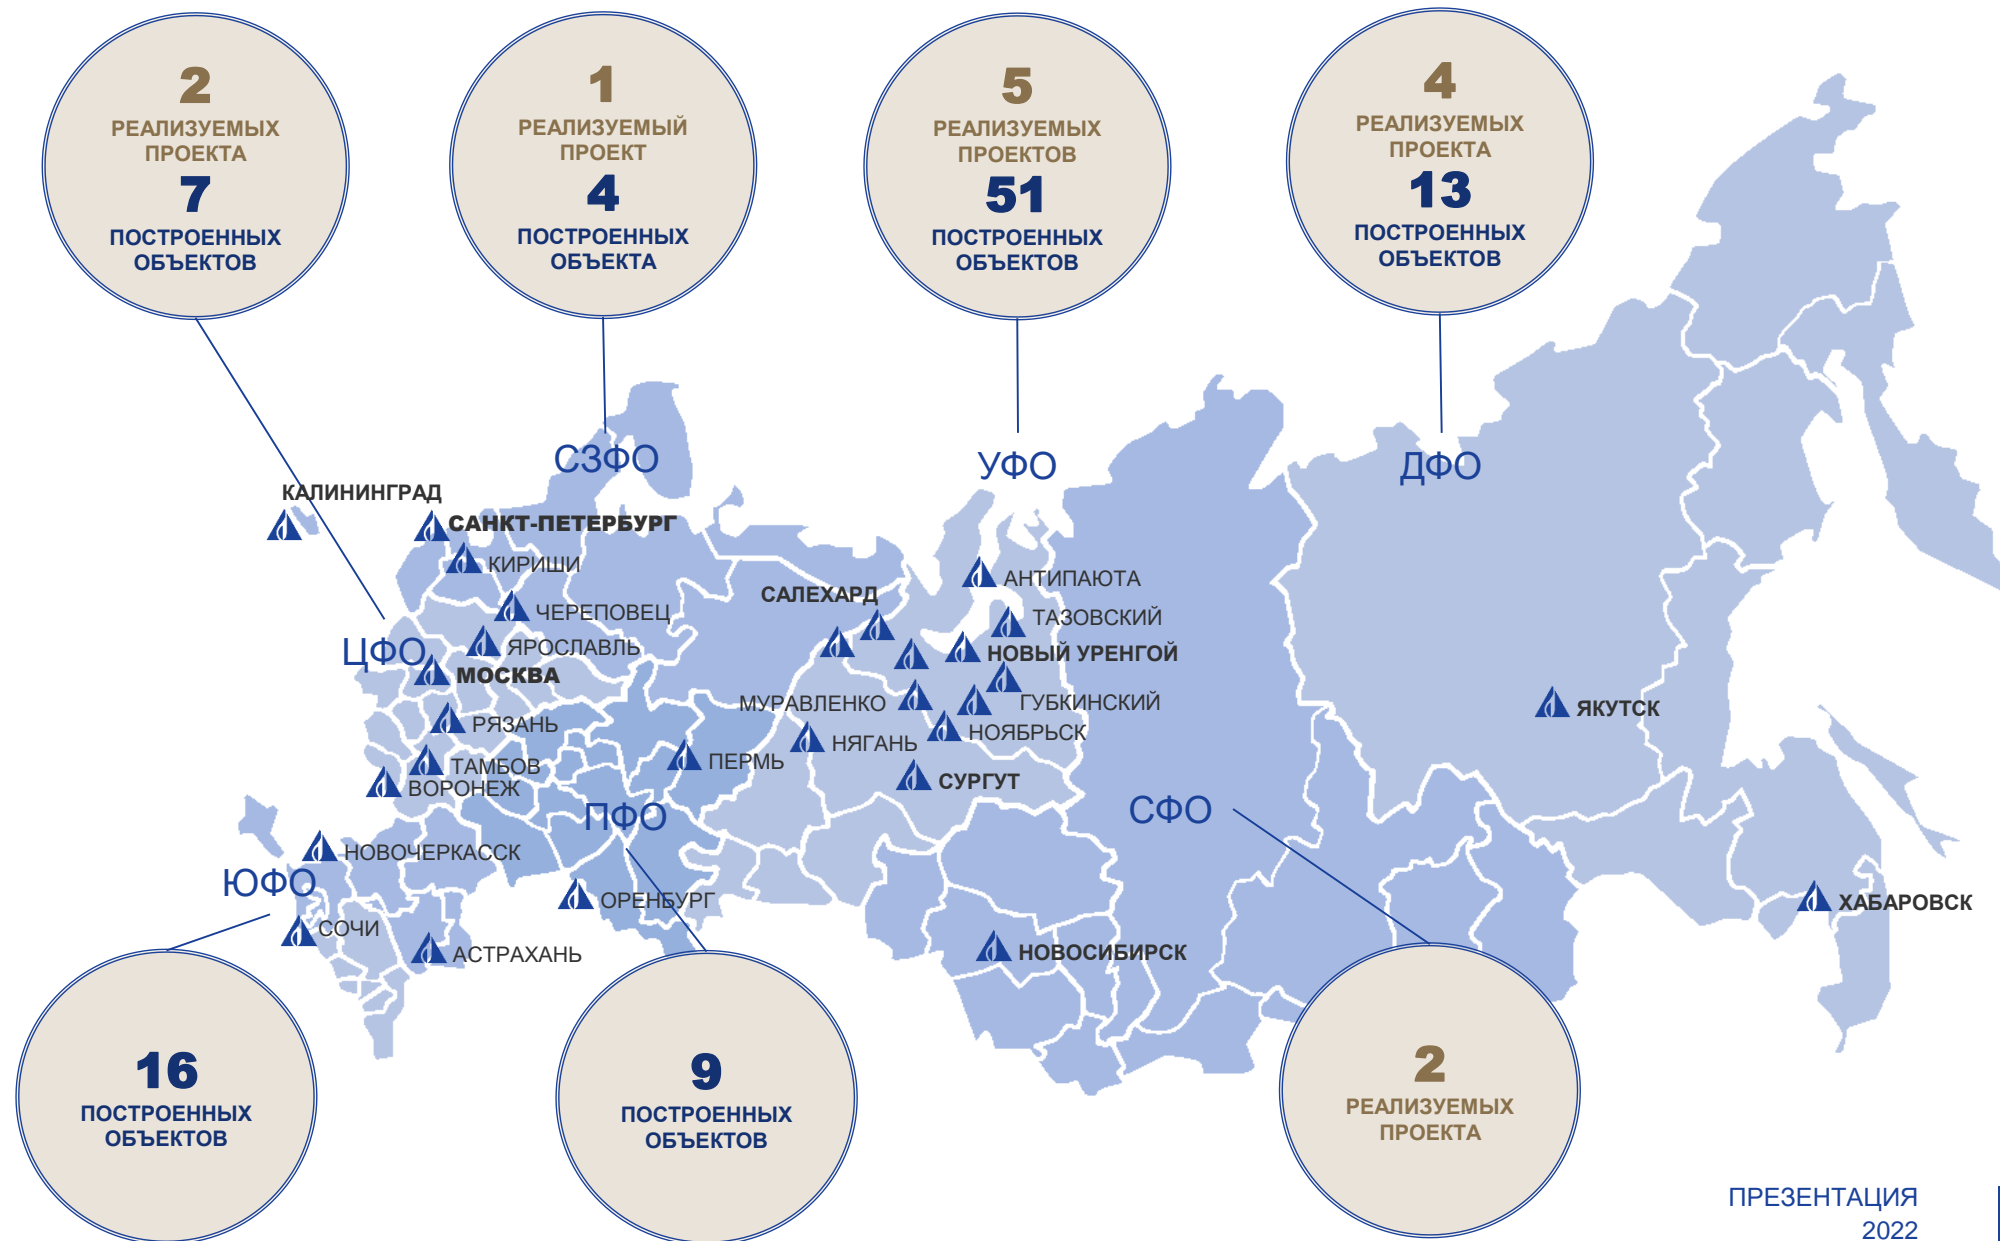 2
РЕАЛИЗУЕМЫХ
ПРОЕКТА
7
ПОСТРОЕННЫХ
ОБЪЕКТОВ
1
РЕАЛИЗУЕМЫЙ
ПРОЕКТ
4
ПОСТРОЕННЫХ
ОБЪЕКТА
5
РЕАЛИЗУЕМЫХ
ПРОЕКТОВ
51
ПОСТРОЕННЫХ
ОБЪЕКТОВ
4
РЕАЛИЗУЕМЫХ
ПРОЕКТА
13
ПОСТРОЕННЫХ
ОБЪЕКТОВ
СЗФО
УФО
ДФО
КАЛИНИНГРАД
САНКТ-ПЕТЕРБУРГ
КИРИШИ
АНТИПАЮТА
САЛЕХАРД
ЧЕРЕПОВЕЦ
ТАЗОВСКИЙ
ЦФО
ЯРОСЛАВЛЬ
НОВЫЙ УРЕНГОЙ
МОСКВА
МУРАВЛЕНКО
ГУБКИНСКИЙ
ЯКУТСК
РЯЗАНЬ
НОЯБРЬСК
НЯГАНЬ
ПЕРМЬ
ТАМБОВ
ВОРОНЕЖ
СУРГУТ
ПФО
СФО
НОВОЧЕРКАССК
ЮФО
ОРЕНБУРГ
ХАБАРОВСК
СОЧИ
АСТРАХАНЬ
НОВОСИБИРСК
16
ПОСТРОЕННЫХ
ОБЪЕКТОВ
9
ПОСТРОЕННЫХ
ОБЪЕКТОВ
2
РЕАЛИЗУЕМЫХ
ПРОЕКТА
ПРЕЗЕНТАЦИЯ
2022